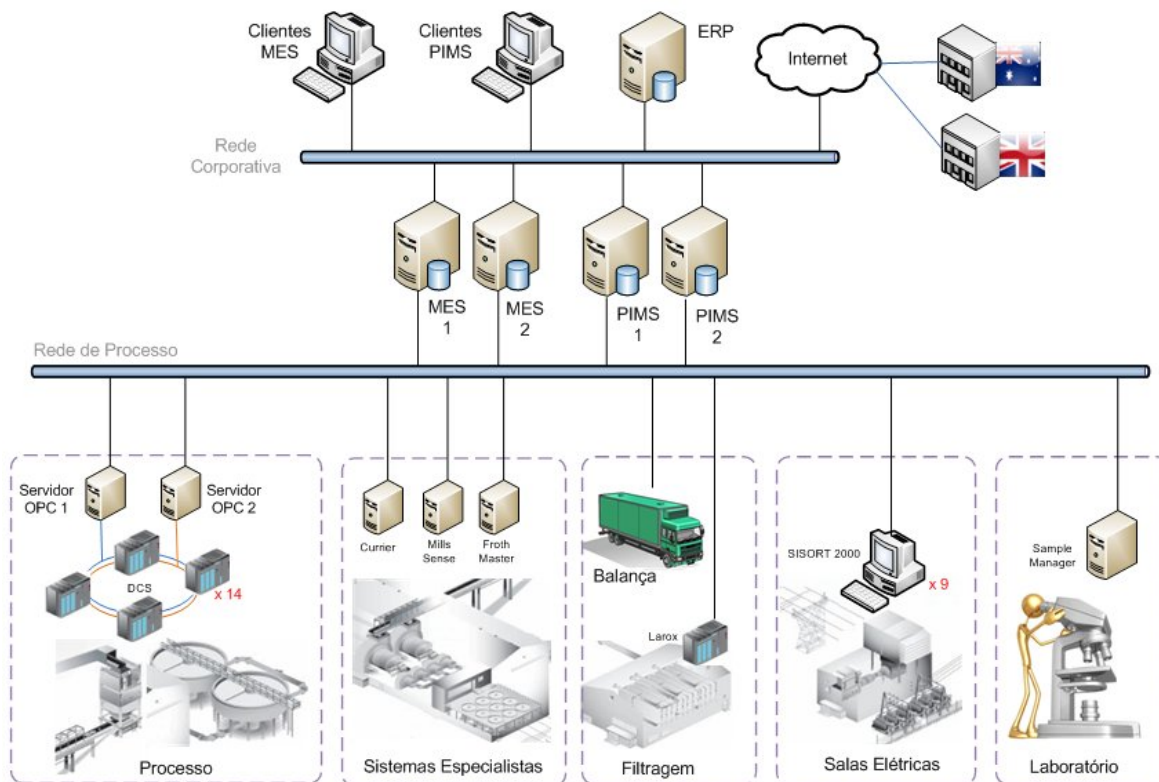 Clientes
MES
Clientes
PIMS
ERP
Internet
Rede
Corporativa
MES
1
MES
2
PIMS
1
PIMS
2
Rede de Processo
Servidor
OPC 1
Servidor
OPC 2
DCS
x 14
Processo
Currier
Mills
Sense
Froth
Master
Sistemas Especialistas
Balança
Larox
Filtragem
SISORT 2000
x 9
Salas Elétricas
Sample
Manager
Laboratório